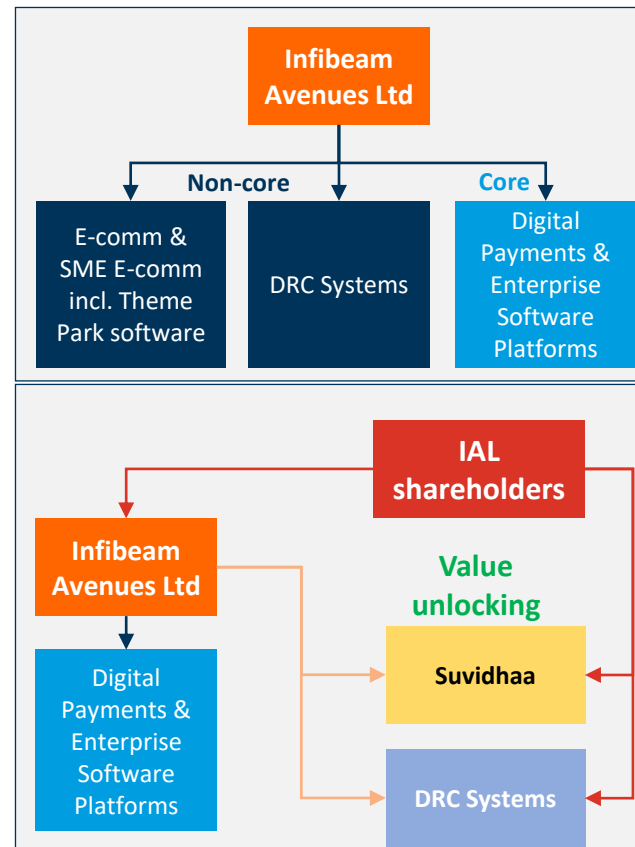 Infibeam
Avenues Ltd
Non-core
Core
E-comm &
SME E-comm
incl. Theme
Park software
DRC Systems
Digital
Payments &
Enterprise
Software
Platforms
IAL
shareholders
Infibeam
Avenues Ltd
Value
unlocking
Suvidhaa
Digital
Payments &
Enterprise
Software
Platforms
DRC Systems